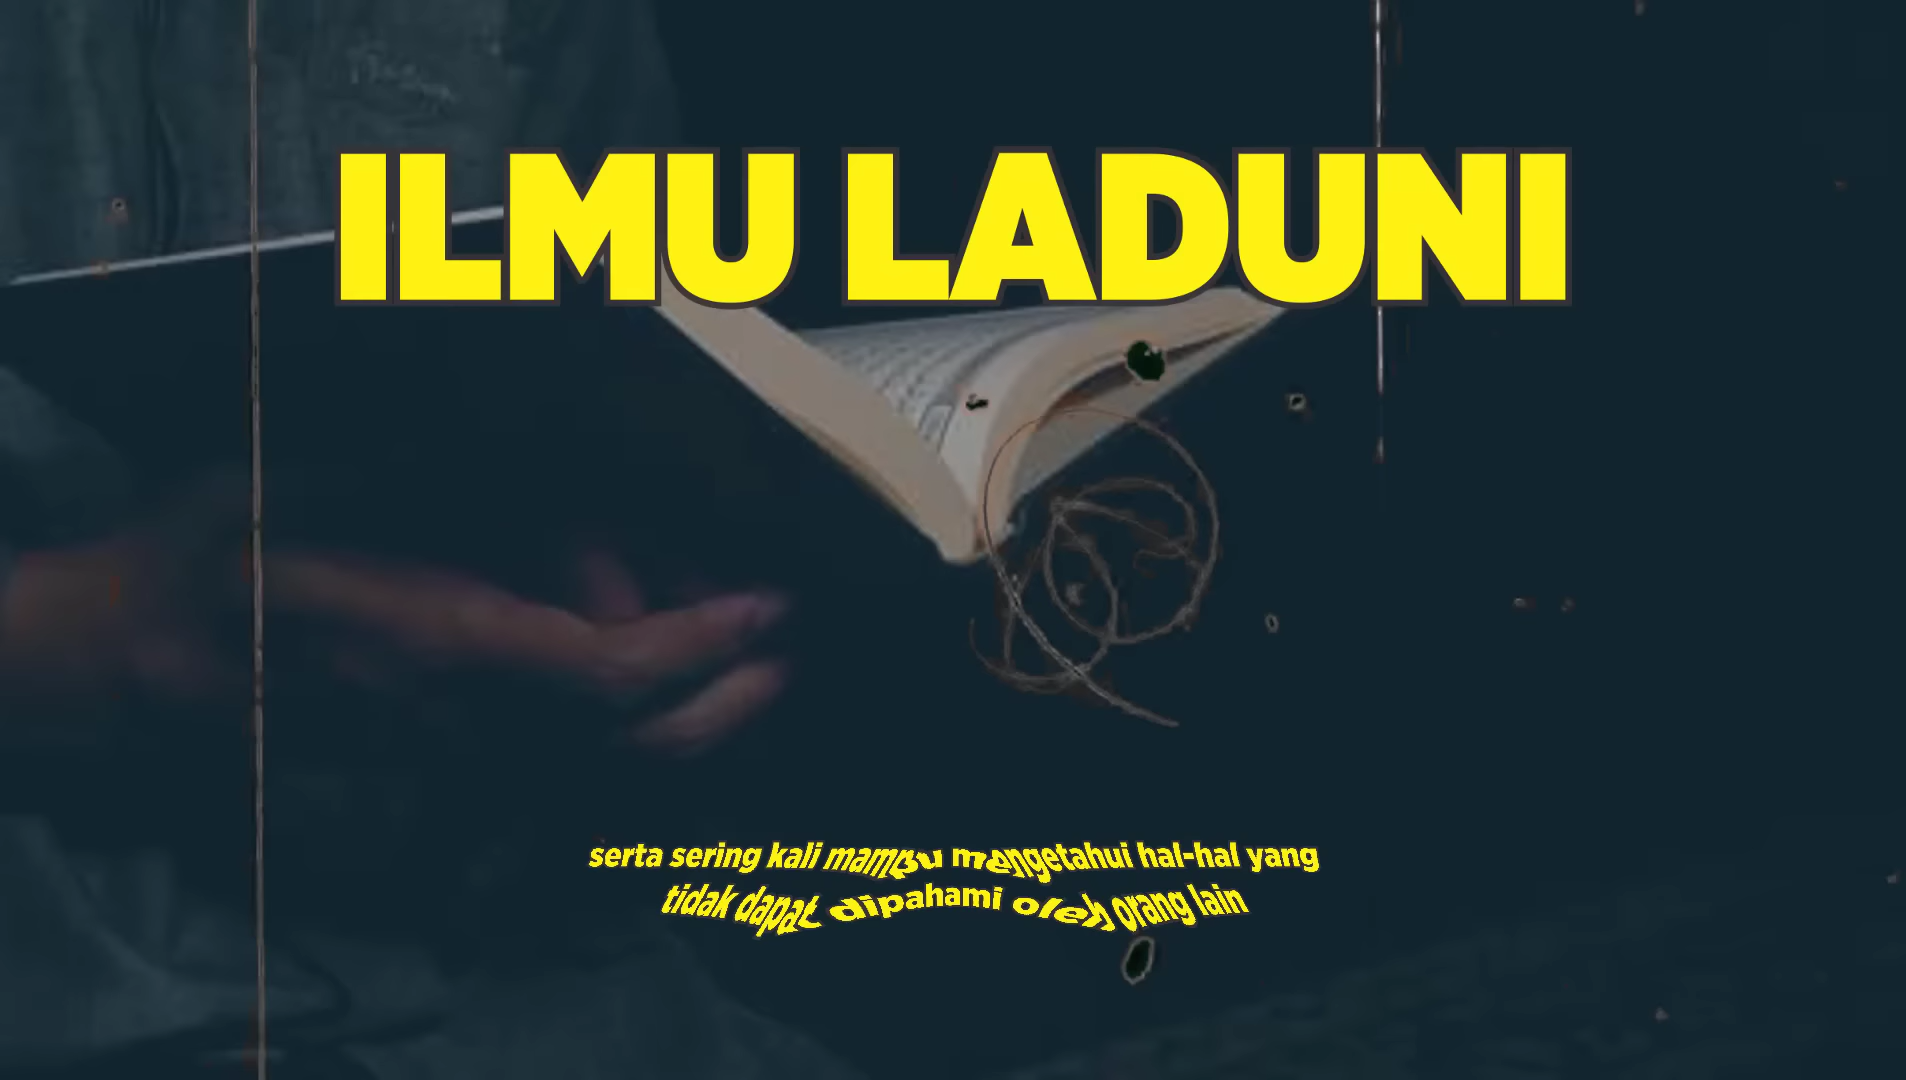 ILMU LADUNI
serta sering kali mampu mengetahui hal-hal yang
tidak dapat dipahami oleh orang lain